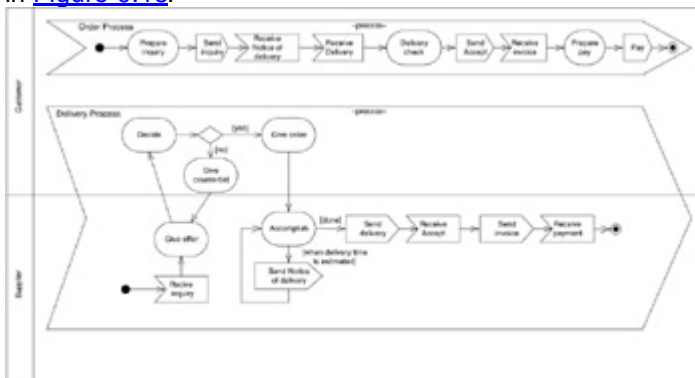 in Figure 6.18.
Order Process
«process»
Prepare
inquiry
Send
inquiry
Receive
Notice of
delivery
Receive
Delivery
Delivery
check
Send
Accept
Receive
invoice
Prepare
pay
Pay
Customer
Delivery Process
«process»
Decide
[yes]
Give order
[no]
Give
counterbid
Give offer
Accomplish
[done]
Send
delivery
Receive
Accept
Send
invoice
Receive
payment
[when delivery time
is estimated]
Send Notice
of delivery
Receive
inquiry
Supplier